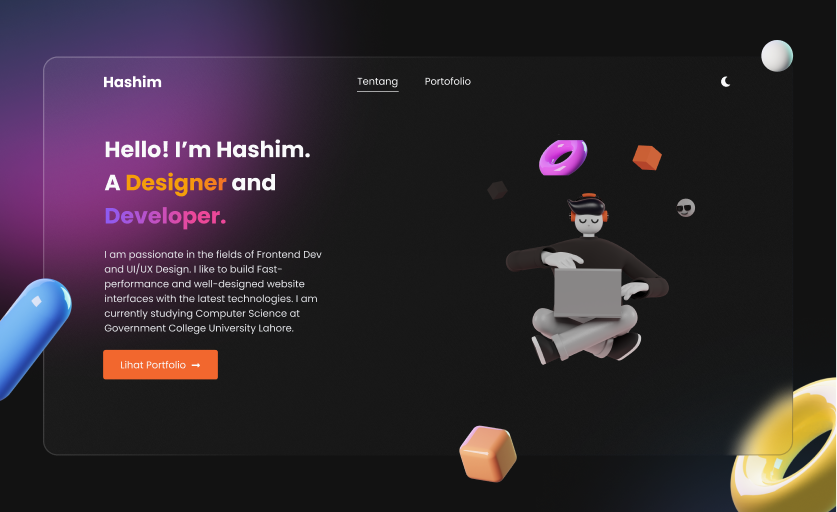 Hashim
Tentang
Portofolio
Hello! I’m Hashim.
A Designer and
Developer.
I am passionate in the fields of Frontend Dev
and UI/UX Design. I like to build Fast-
performance and well-designed website
interfaces with the latest technologies. I am
currently studying Computer Science at
Government College University Lahore.
Lihat Portfolio →